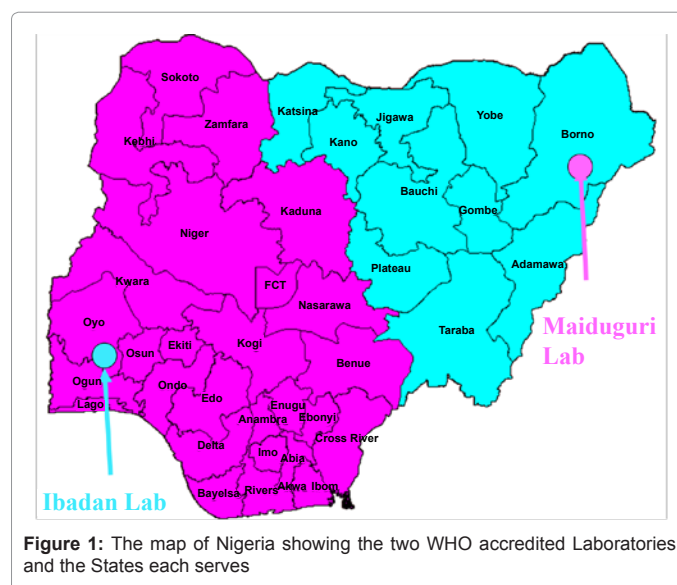 Sokoto
Katsina
Jigawa
Yobe
Borno
Zamfara
Kebhi
Kano
Bauchi
Gombe
Kaduna
Niger
Adamawa
Plateau
FCT
Kwara
Nasarawa
Taraba
Maiduguri
Lab
Oyo
Osun
Ekiti
Kogi
Benue
Ogun
Ondo
Edo
Lago
Enugu
Anambra
Ebonyi
Cross River
Delta
Imo
Abia
Bayelsa
Rivers
Akwa Ibom
Ibadan Lab
Figure 1: The map of Nigeria showing the two WHO accredited Laboratories
and the States each serves